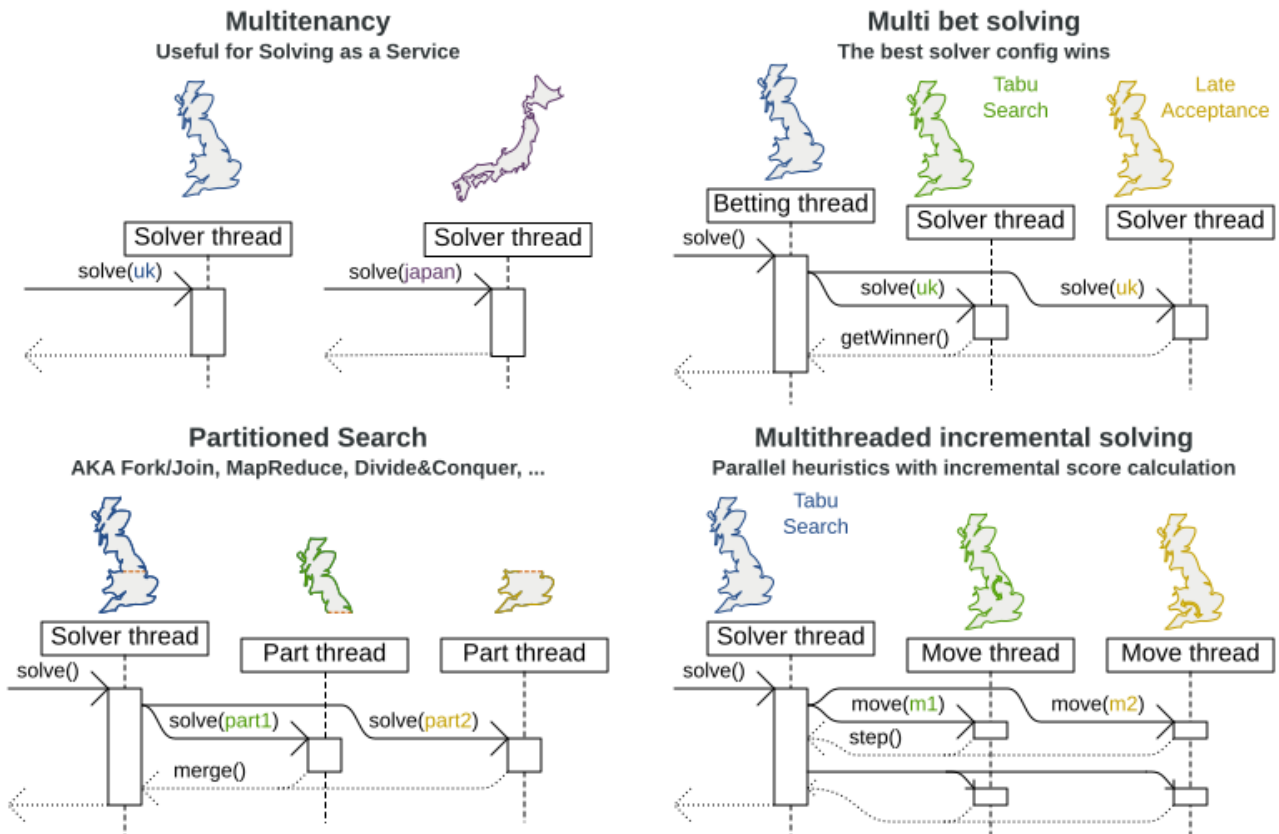 Multitenancy
Useful for Solving as a Service
Solver thread
Solver thread
solve(uk)
solve(japan)
Multi bet solving
The best solver config wins
Tabu
Search
Late
Acceptance
Betting thread
Solver thread
Solver thread
solve()
solve(uk)
solve(uk)
getWinner()
Partitioned Search
AKA Fork/Join, MapReduce, Divide&Conquer, ...
Solver thread
Part thread
Part thread
solve()
solve(part1)
solve(part2)
merge()
Multithreaded incremental solving
Parallel heuristics with incremental score calculation
Tabu
Search
Solver thread
Move thread
Move thread
solve()
move(m1)
move(m2)
step()